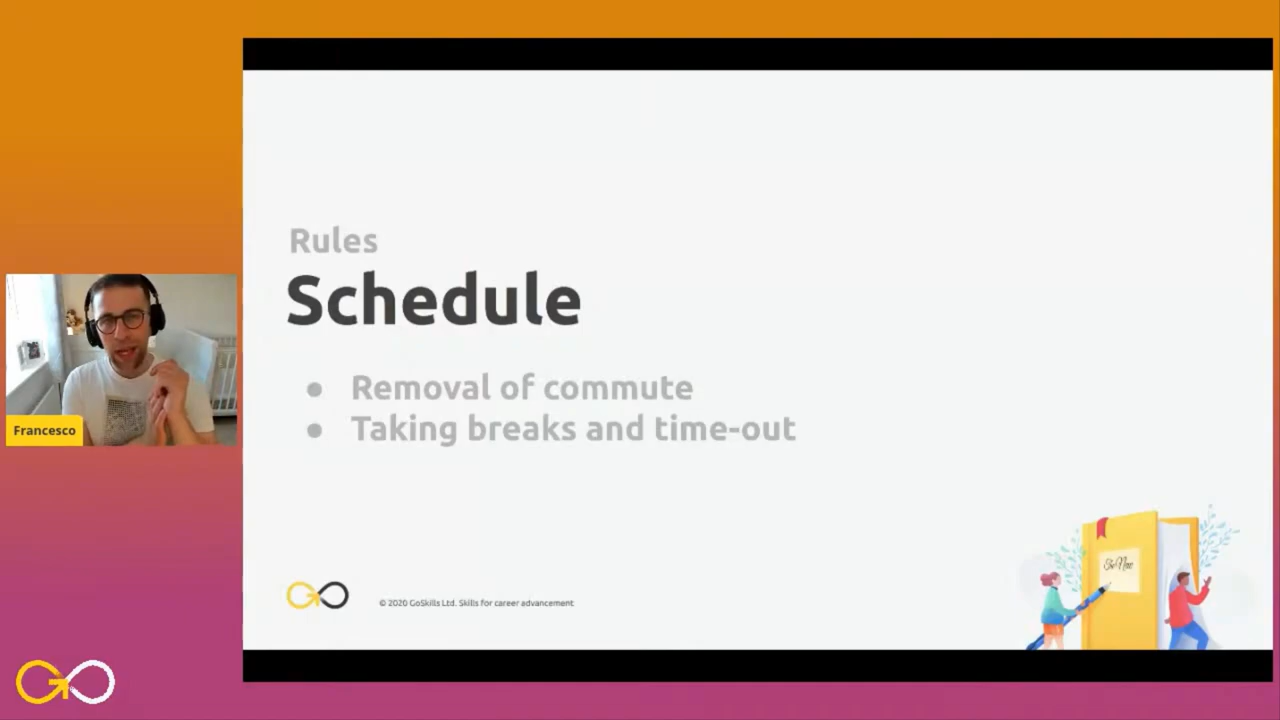 Rules
Schedule
Removal of commute
Taking breaks and time-out
Francesco
© 2020 GoSkills Ltd. Skills for career advancement